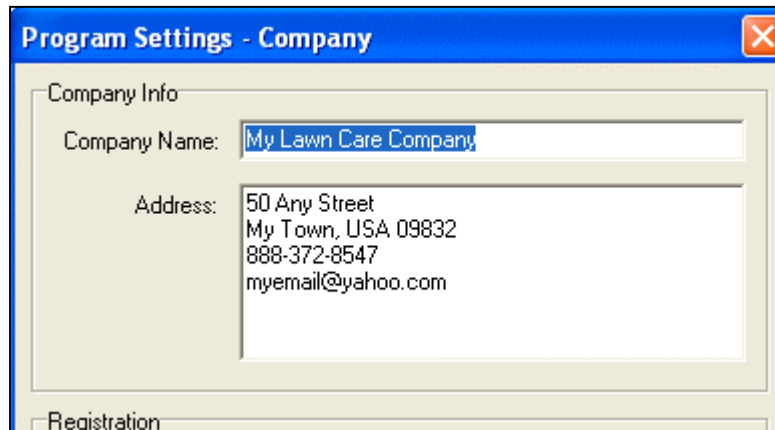 Program Settings - Company
Company Info
Company Name: My Lawn Care Company
Address: 50 Any Street
My Town, USA 09832
888-372-8547
myemail@yahoo.com
Registration